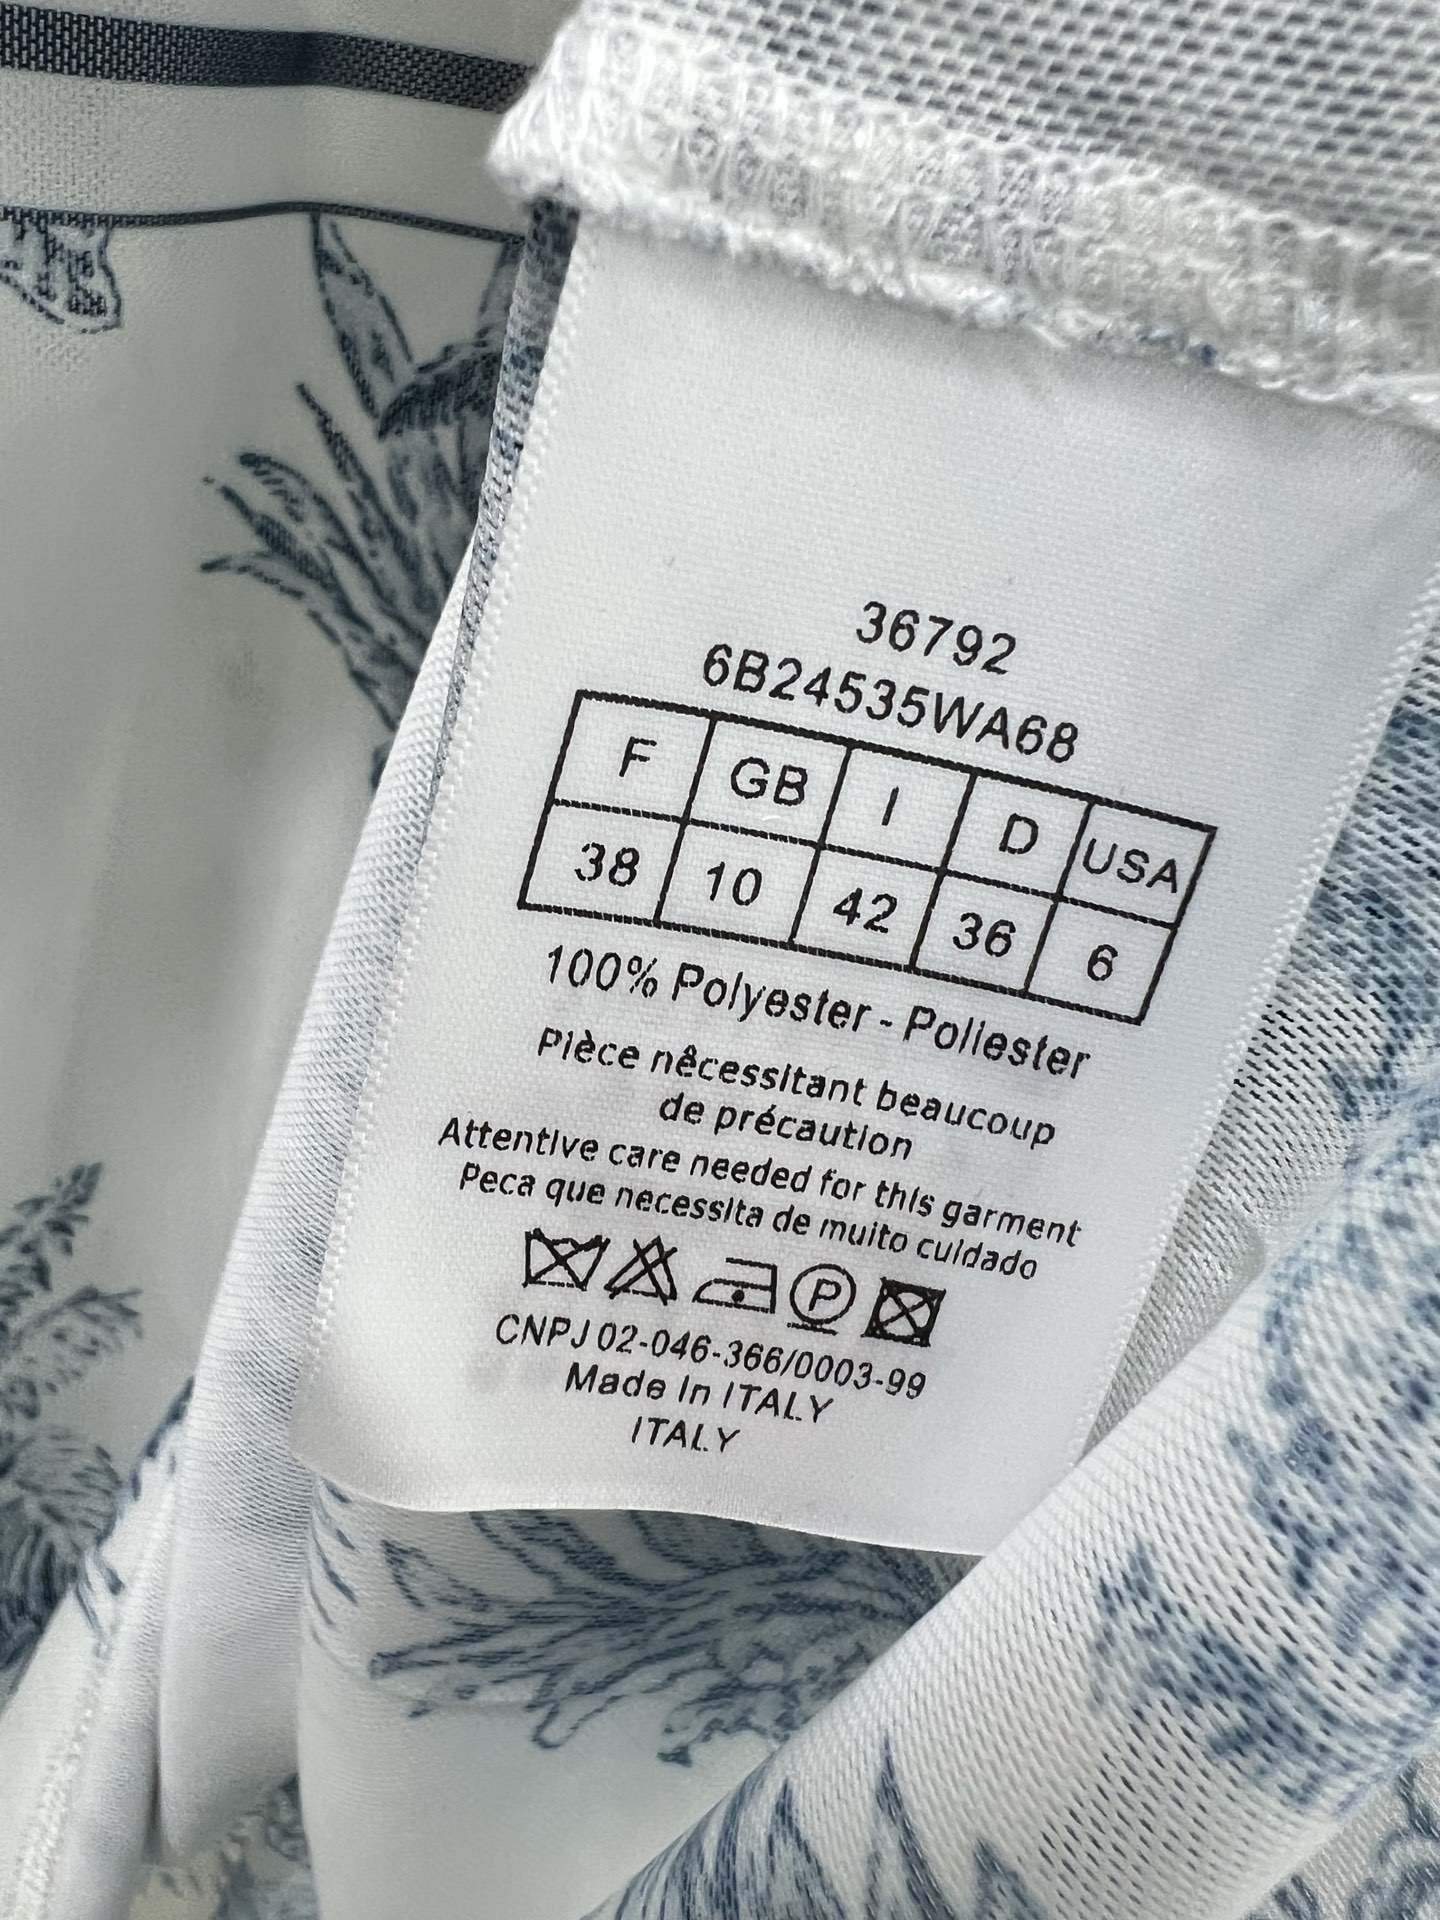 36792
6B24535WA68
F GB I D USA
38 10 42 36 6
100% Polyester - Poliester
Pièce nêcessitant beaucoup
de précaution
Attentive care needed for this garment
Peca que necessita de muito cuidado
P
CNPJ 02-046-366/0003-99
Made In ITALY
ITALY